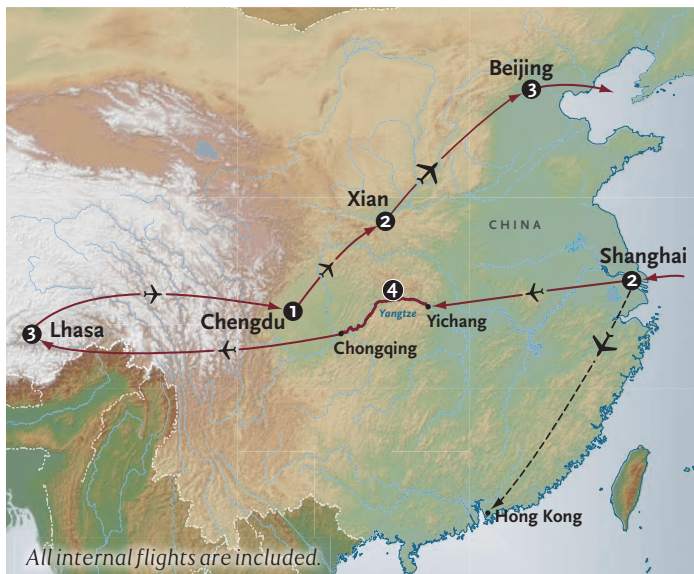 Beijing
3
Xian
2
CHINA
Shanghai
2
4
Yangtze
Chengdu
1
Yichang
3
Lhasa
Chongqing
Hong Kong
All internal flights are included.